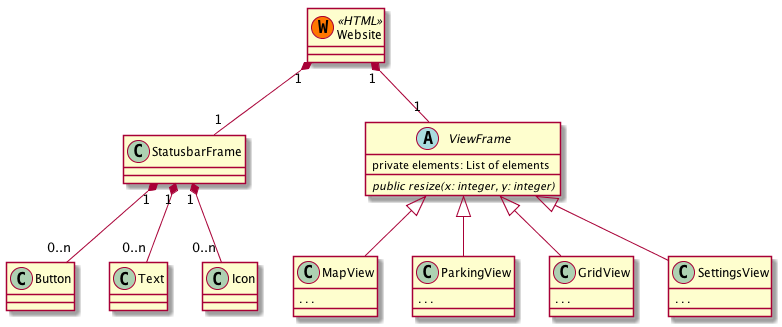 W «HTML»
Website
1
1
1
1
C StatusbarFrame
A ViewFrame
private elements: List of elements
public resize(x: integer, y: integer)
1
1
1
0..n
0..n
0..n
C Button
C Text
C Icon
C MapView
...
C ParkingView
...
C GridView
...
C SettingsView
...